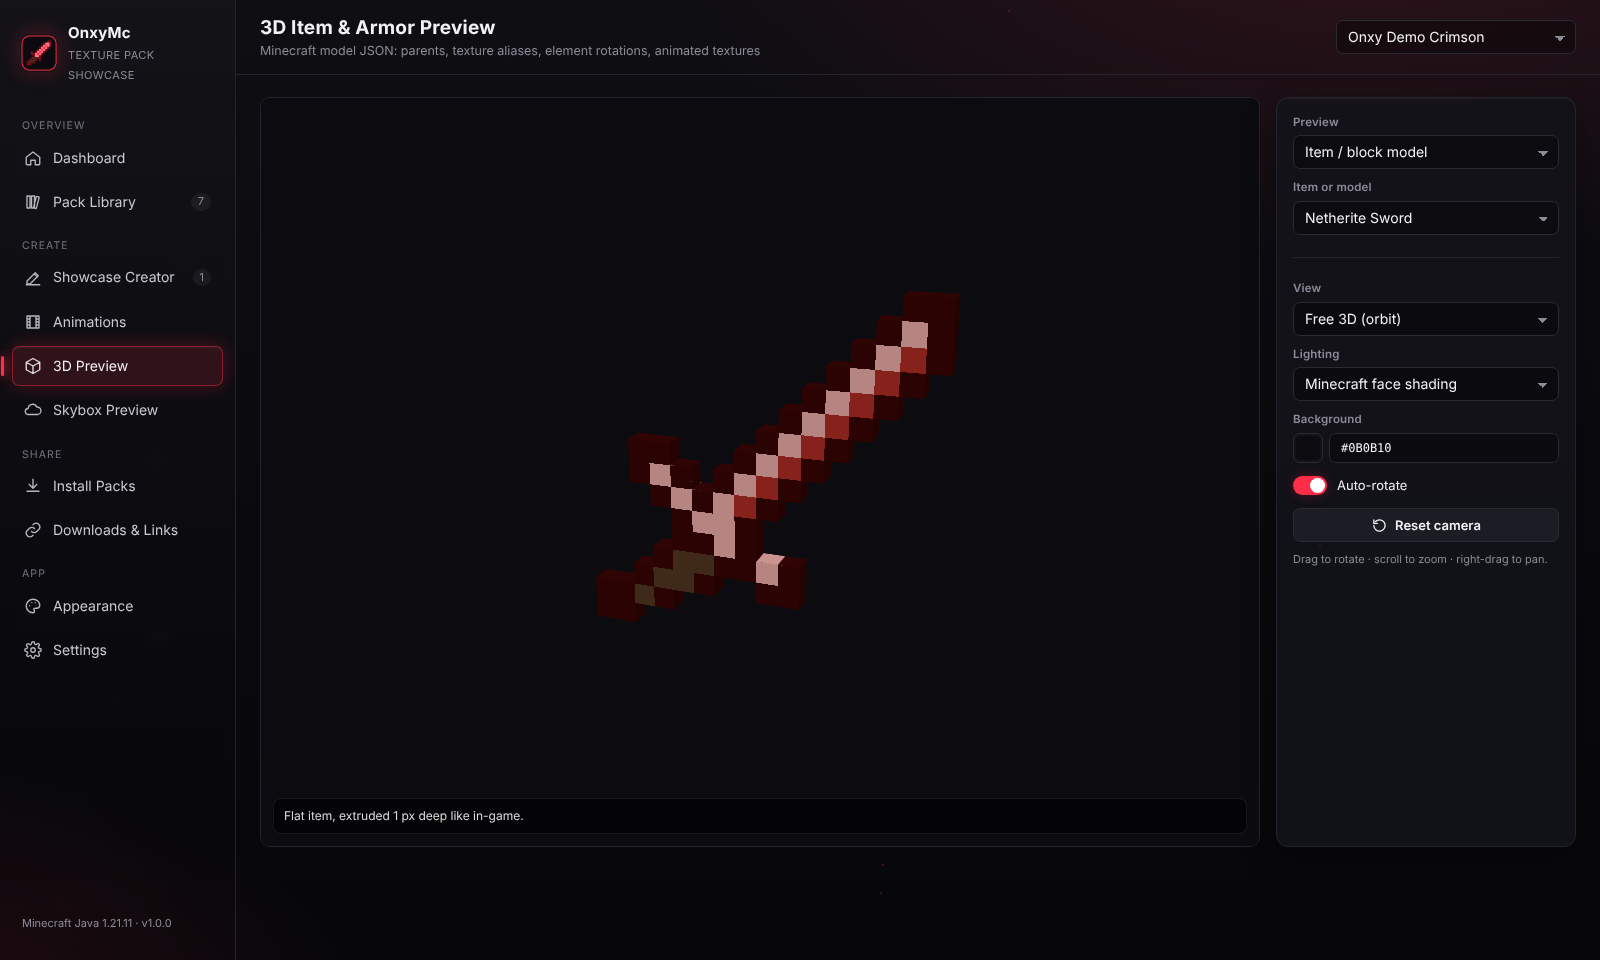 OnxyMc
TEXTURE PACK
SHOWCASE
OVERVIEW
Dashboard
Pack Library 7
CREATE
Showcase Creator 1
Animations
3D Preview
Skybox Preview
SHARE
Install Packs
Downloads & Links
APP
Appearance
Settings
Minecraft Java 1.21.11 · v1.0.0
3D Item & Armor Preview
Minecraft model JSON: parents, texture aliases, element rotations, animated textures
Onxy Demo Crimson
Flat item, extruded 1 px deep like in-game.
Preview
Item / block model
Item or model
Netherite Sword
View
Free 3D (orbit)
Lighting
Minecraft face shading
Background
#0B0B10
Auto-rotate
Reset camera
Drag to rotate · scroll to zoom · right-drag to pan.